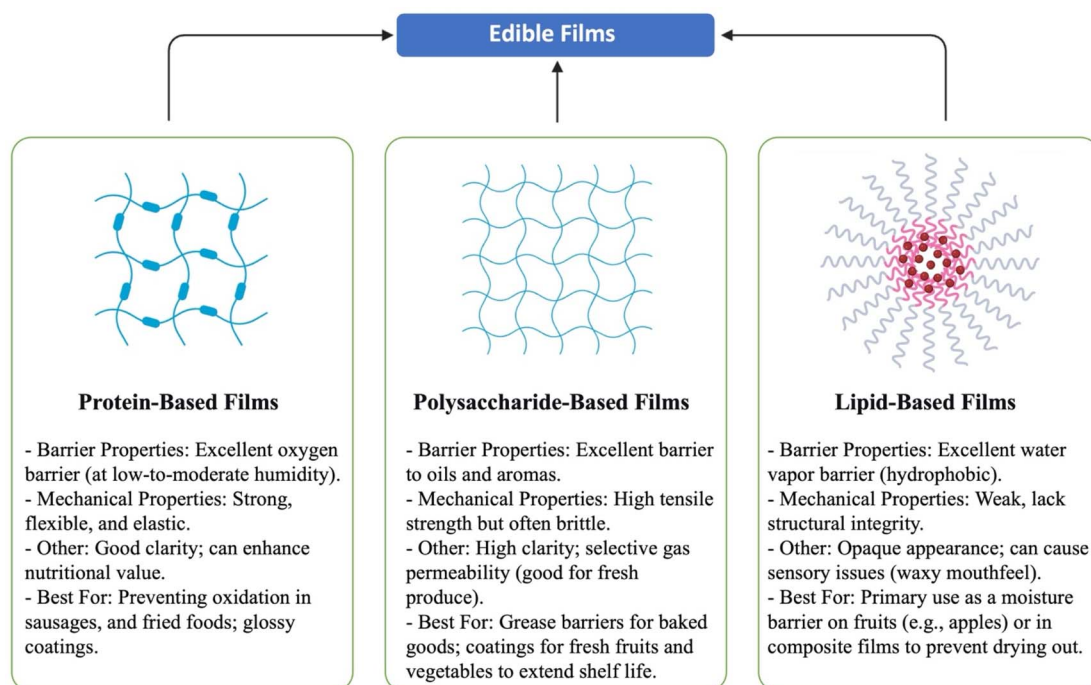 Edible Films
Protein-Based Films
- Barrier Properties: Excellent oxygen
barrier (at low-to-moderate humidity).
- Mechanical Properties: Strong,
flexible, and elastic.
- Other: Good clarity; can enhance
nutritional value.
- Best For: Preventing oxidation in
sausages, and fried foods; glossy
coatings.
Polysaccharide-Based Films
- Barrier Properties: Excellent barrier
to oils and aromas.
- Mechanical Properties: High tensile
strength but often brittle.
- Other: High clarity; selective gas
permeability (good for fresh
produce).
- Best For: Grease barriers for baked
goods; coatings for fresh fruits and
vegetables to extend shelf life.
Lipid-Based Films
- Barrier Properties: Excellent water
vapor barrier (hydrophobic).
- Mechanical Properties: Weak, lack
structural integrity.
- Other: Opaque appearance; can cause
sensory issues (waxy mouthfeel).
- Best For: Primary use as a moisture
barrier on fruits (e.g., apples) or in
composite films to prevent drying out.